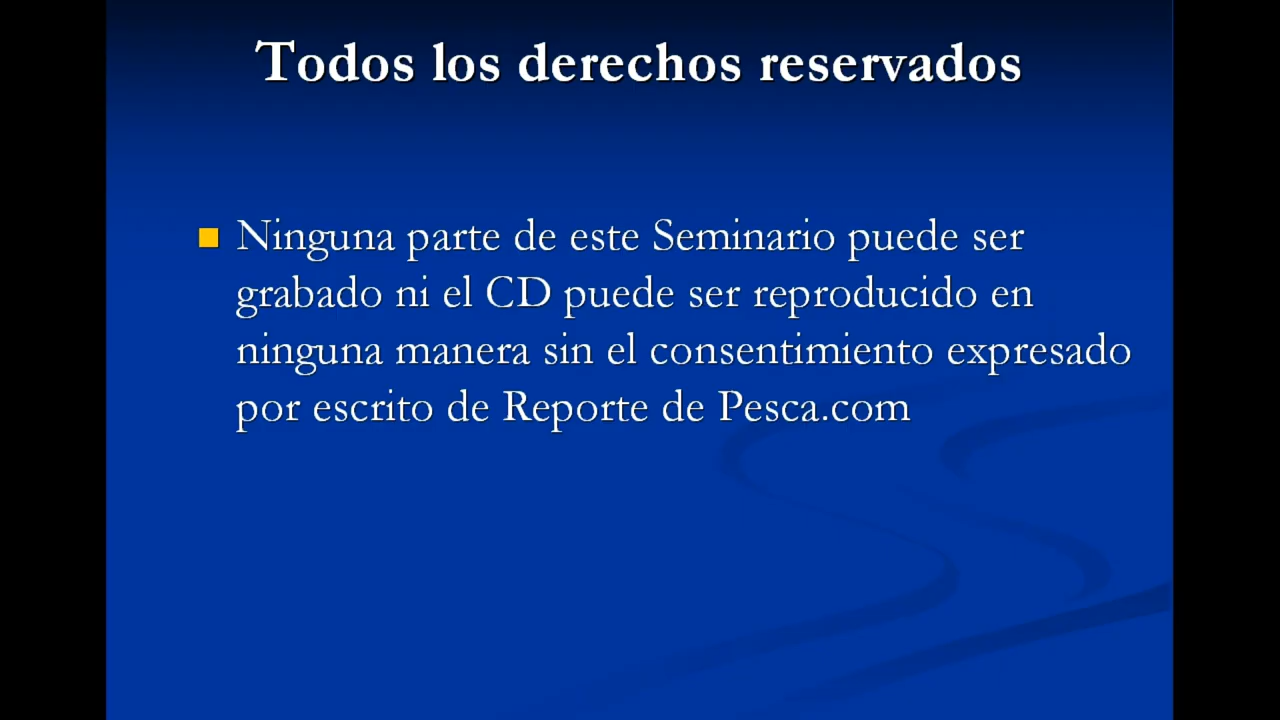 Todos los derechos reservados
Ninguna parte de este Seminario puede ser
grabado ni el CD puede ser reproducido en
ninguna manera sin el consentimiento expresado
por escrito de Reporte de Pesca.com